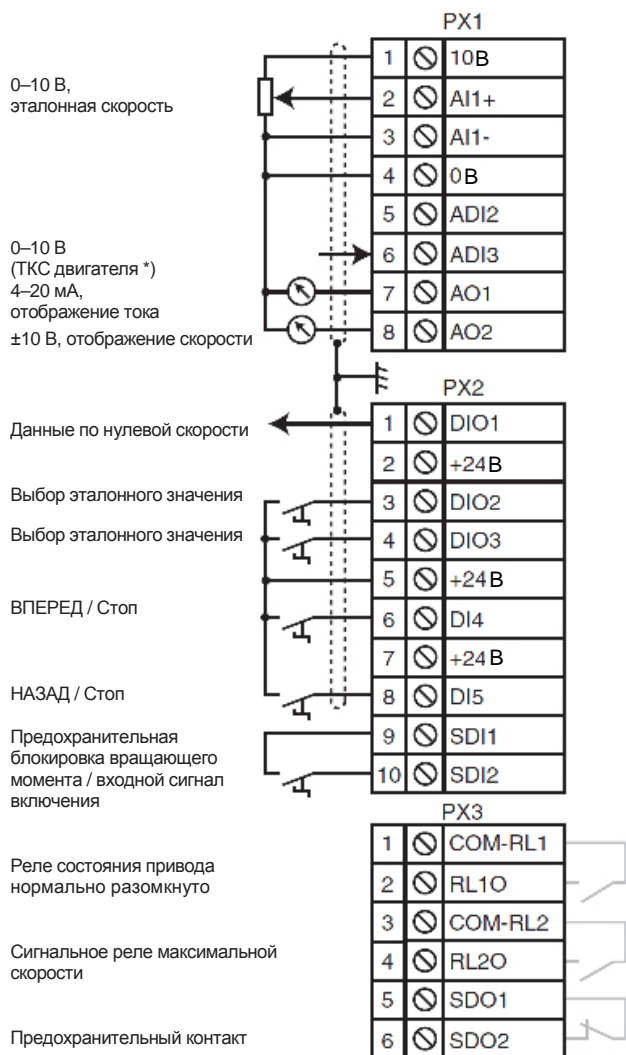 PX1
1 10В
0–10 В,
эталонная скорость
2 AI1+
3 AI1-
4 0В
5 ADI2
0–10 В
(ТКС двигателя *)
6 ADI3
4–20 мА,
отображение тока
7 AO1
±10 В, отображение скорости
8 AO2
PX2
Данные по нулевой скорости
1 DIO1
2 +24В
Выбор эталонного значения
3 DIO2
Выбор эталонного значения
4 DIO3
5 +24В
ВПЕРЕД / Стоп
6 DI4
7 +24В
НАЗАД / Стоп
8 DI5
Предохранительная
блокировка вращающего
момента / входной сигнал
включения
9 SDI1
10 SDI2
PX3
1 COM-RL1
Реле состояния привода
нормально разомкнуто
2 RL1O
3 COM-RL2
Сигнальное реле максимальной
скорости
4 RL2O
5 SDO1
Предохранительный контакт
6 SDO2